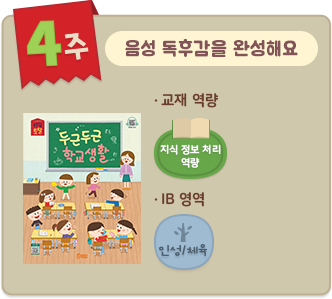 4주
음성 독후감을 완성해요
· 교재 역량
두근두근
학교생활
지식 정보 처리
역량
· IB 영역
인성/체육